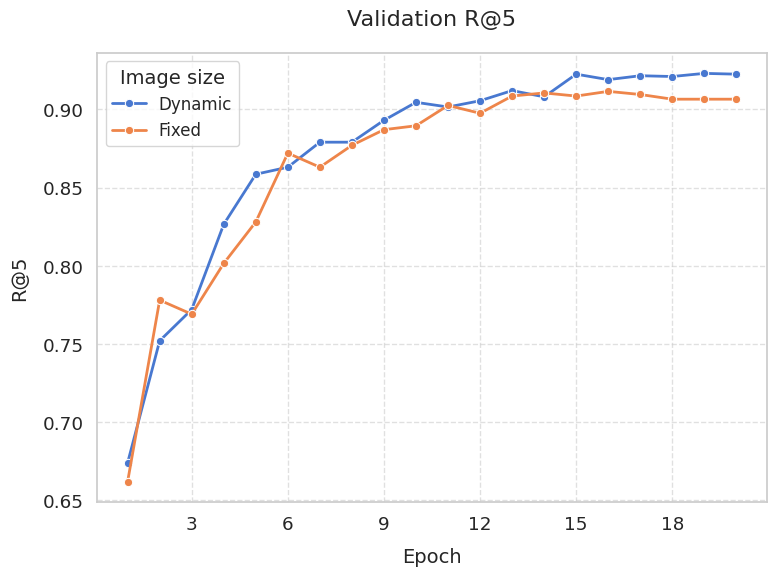 Validation R@5
Image size
Dynamic
Fixed
R@5
0.90
0.85
0.80
0.75
0.70
0.65
3 6 9 12 15 18
Epoch